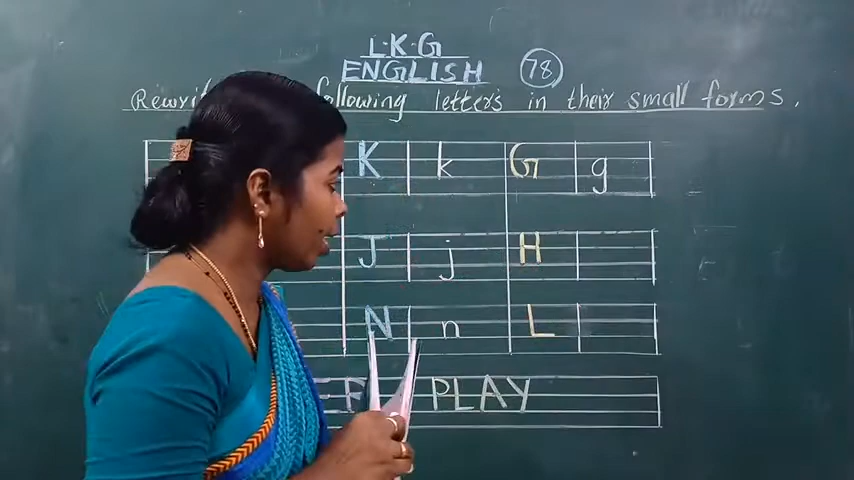 L.K.G
ENGLISH 78
following letters in their small forms.
K k G g
J j H
N n L
PLAY